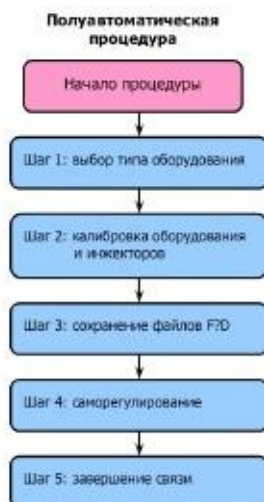 Полуавтоматическая
процедура
Начало процедуры
Шаг 1: выбор типа оборудования
Шаг 2: калибровка оборудования
и инжекторов
Шаг 3: сохранение файлов F?D
Шаг 4: саморегулирование
Шаг 5: завершение связи